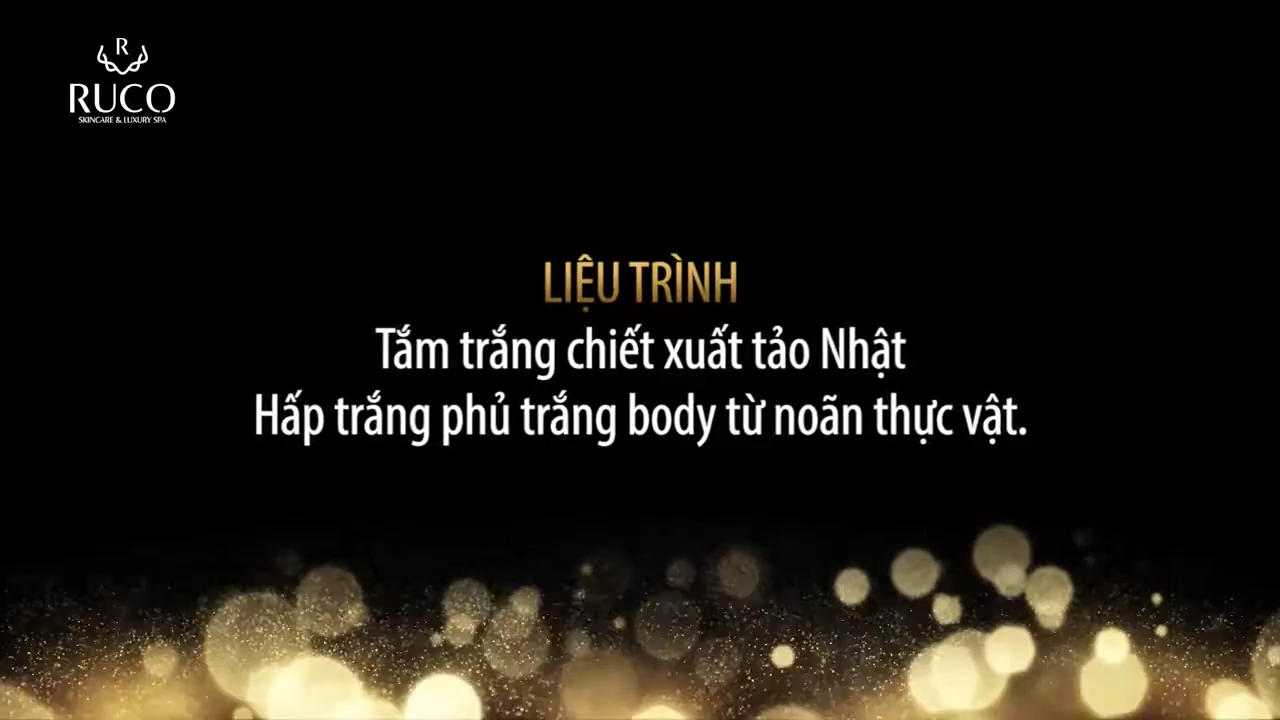 R
RUCO
SKINCARE & LUXURY SPA
LIỆU TRÌNH
Tắm trắng chiết xuất tảo Nhật
Hấp trắng phủ trắng body từ noãn thực vật.